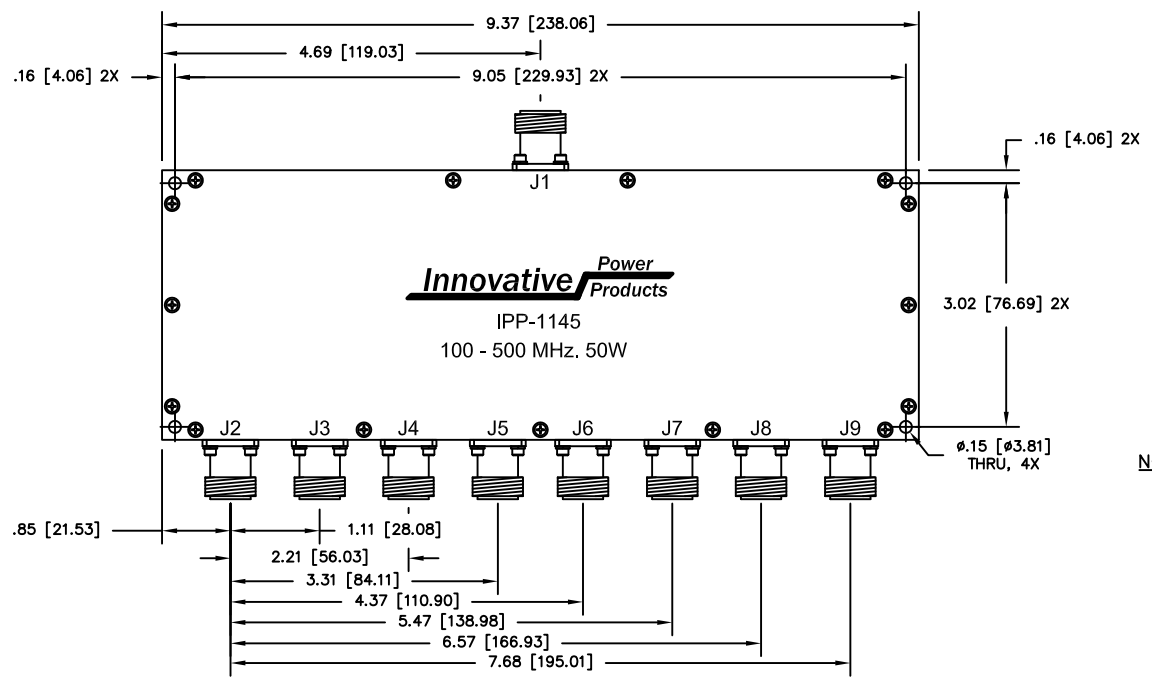 9.37 [238.06]
4.69 [119.03]
.16 [4.06] 2X
9.05 [229.93] 2X
.16 [4.06] 2X
J1
Innovative Power Products
IPP-1145
100 - 500 MHz. 50W
3.02 [76.69] 2X
J2 J3 J4 J5 J6 J7 J8 J9
ø.15 [ø3.81]
THRU, 4X
N
.85 [21.53]
1.11 [28.08]
2.21 [56.03]
3.31 [84.11]
4.37 [110.90]
5.47 [138.98]
6.57 [166.93]
7.68 [195.01]